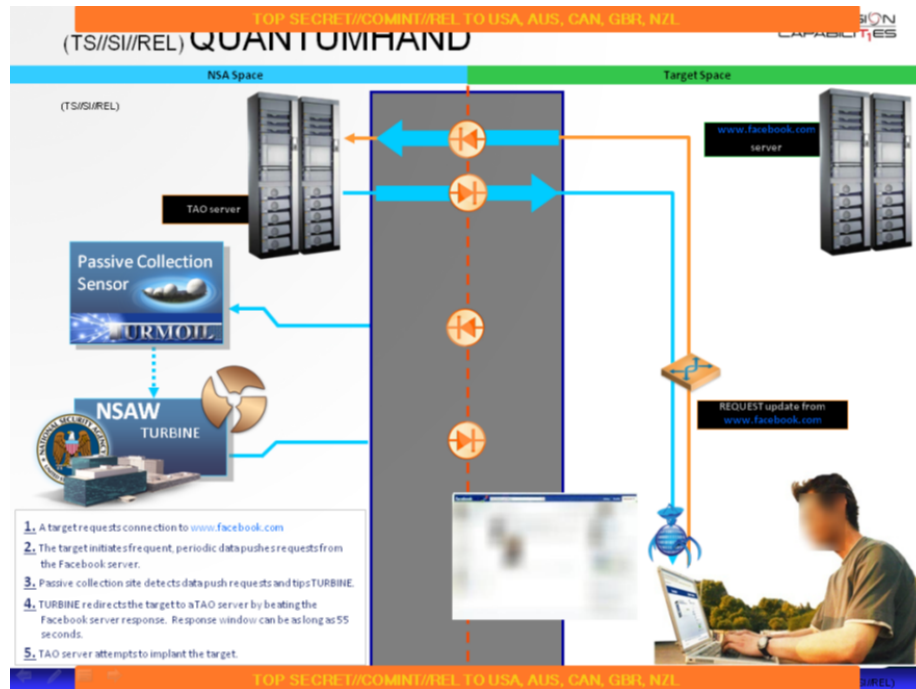 TOP SECRET//COMINT//REL TO USA, AUS, CAN, GBR, NZL
(TS//SI//REL) QUANTUMHAND
CAPABILITIES
NSA Space
Target Space
(TS//SI//REL)
www.facebook.com
server
TAO server
Passive Collection
Sensor
TURMOIL
NSAW
TURBINE
REQUEST update from
www.facebook.com
1. A target requests connection to www.facebook.com
2. The target initiates frequent, periodic data pushes requests from
the Facebook server.
3. Passive collection site detects data push requests and tips TURBINE.
4. TURBINE redirects the target to a TAO server by beating the
Facebook server response. Response window can be as long as 55
seconds.
5. TAO server attempts to implant the target.
TOP SECRET//COMINT//REL TO USA, AUS, CAN, GBR, NZL